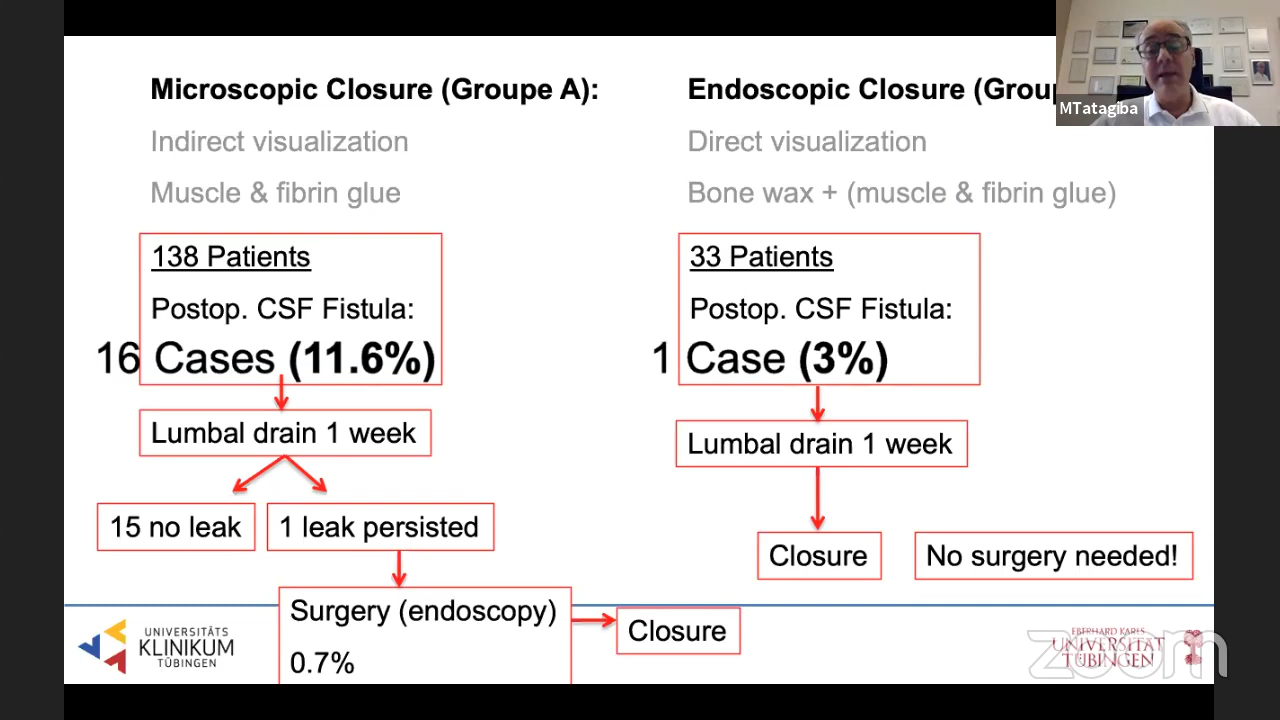 Microscopic Closure (Groupe A):
Indirect visualization
Muscle & fibrin glue
138 Patients
Postop. CSF Fistula:
16 Cases (11.6%)
Lumbal drain 1 week
15 no leak
1 leak persisted
Surgery (endoscopy)
0.7%
Closure
Endoscopic Closure (Grou
Direct visualization
Bone wax + (muscle & fibrin glue)
33 Patients
Postop. CSF Fistula:
1 Case (3%)
Lumbal drain 1 week
Closure
No surgery needed!
MTatagiba
UNIVERSITÄTS
KLINIKUM
TÜBINGEN
EBERHARD KARLS
UNIVERSITÄT
TÜBINGEN
zoom